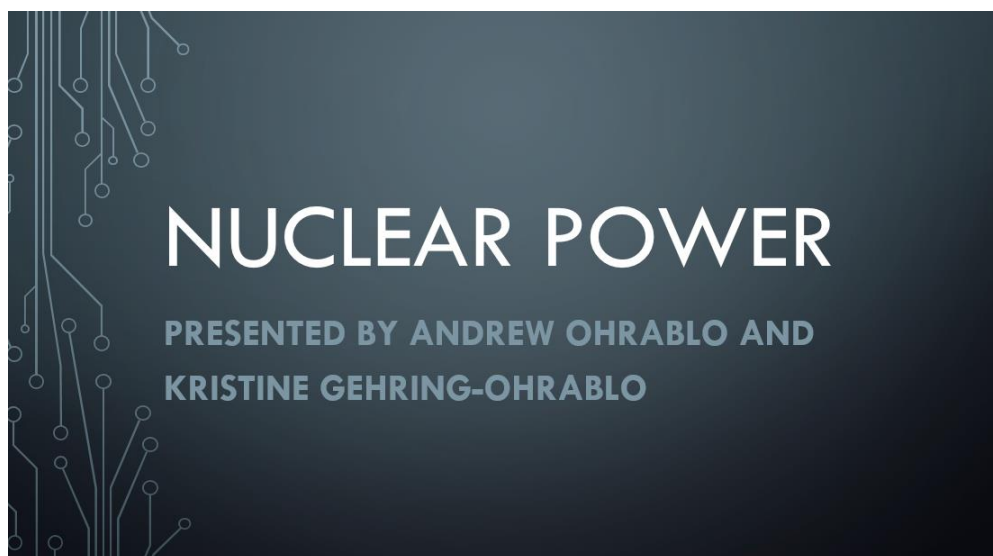 NUCLEAR POWER
PRESENTED BY ANDREW OHRABLO AND
KRISTINE GEHRING-OHRABLO